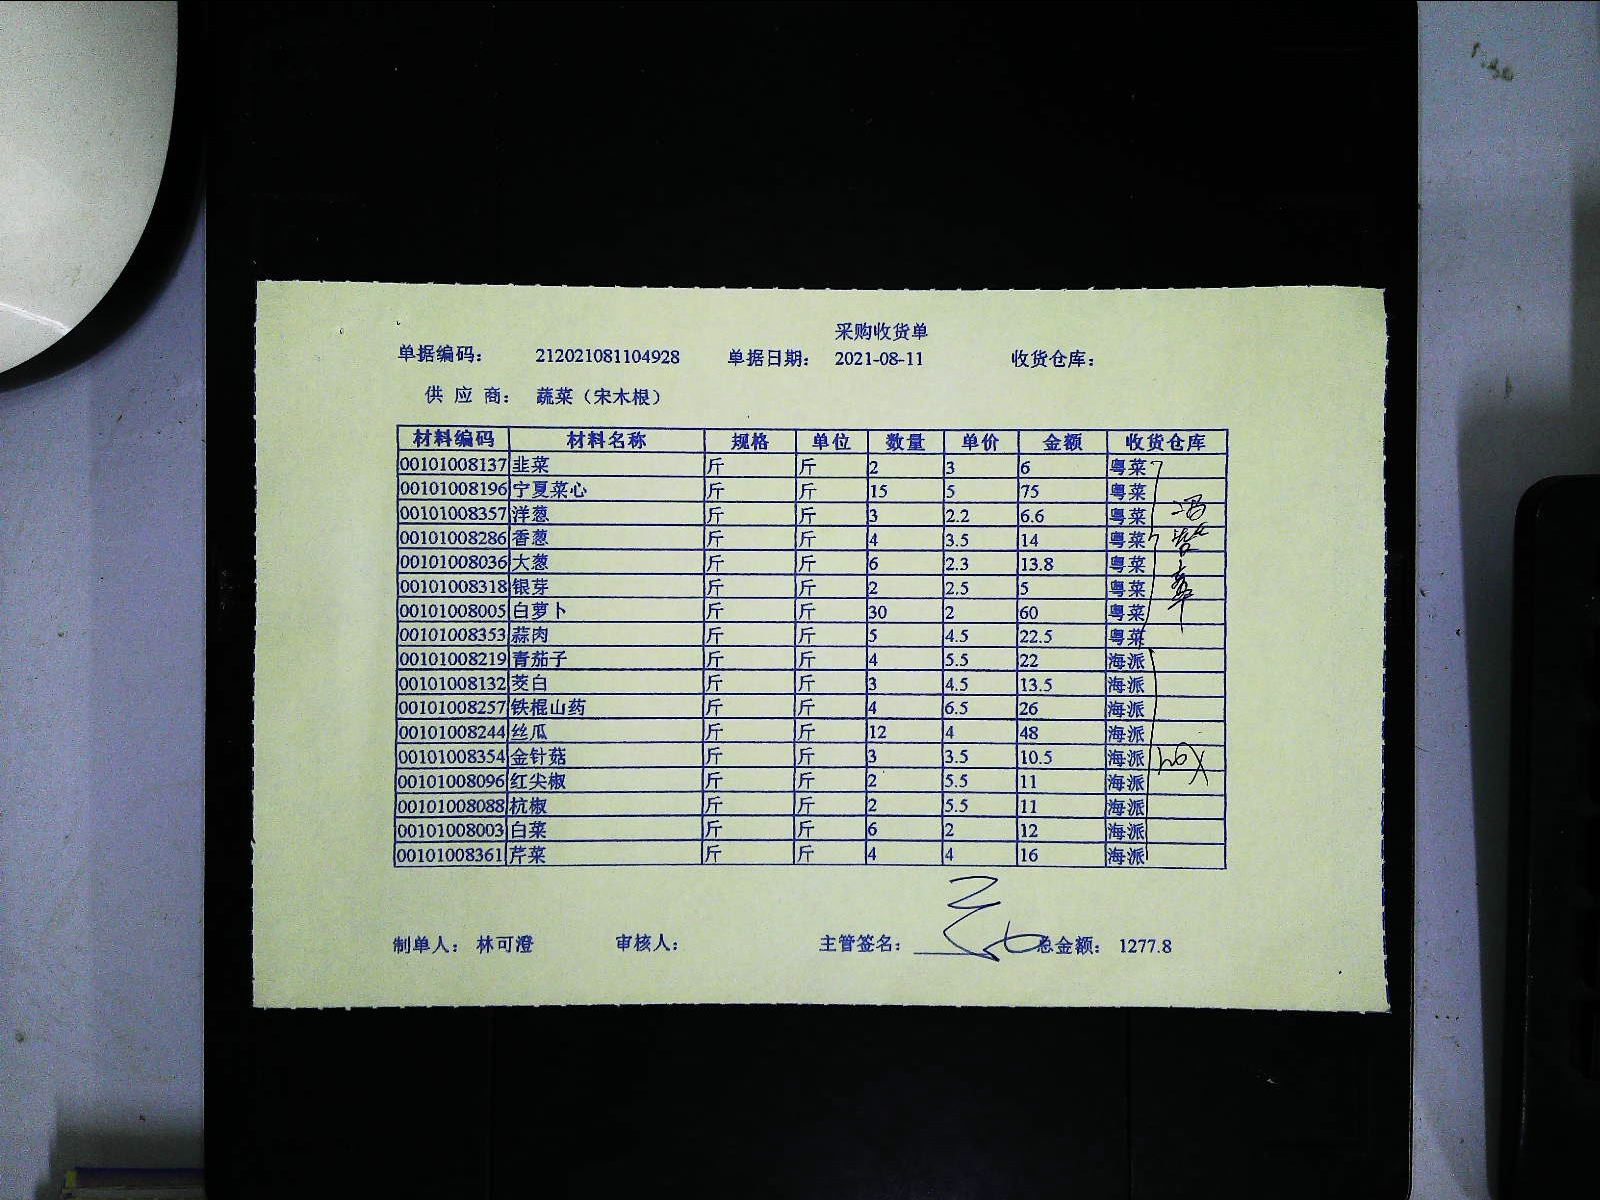 采购收货单
单据编码： 212021081104928 单据日期： 2021-08-11 收货仓库：
供 应 商： 蔬菜（宋木根）
材料编码 材料名称 规格 单位 数量 单价 金额 收货仓库
00101008137 韭菜 斤 斤 2 3 6 粤菜
00101008196 宁夏菜心 斤 斤 15 5 75 粤菜
00101008357 洋葱 斤 斤 3 2.2 6.6 粤菜
00101008286 香葱 斤 斤 4 3.5 14 粤菜
00101008036 大葱 斤 斤 6 2.3 13.8 粤菜
00101008318 银芽 斤 斤 2 2.5 5 粤菜
00101008005 白萝卜 斤 斤 30 2 60 粤菜
00101008353 蒜肉 斤 斤 5 4.5 22.5 粤菜
00101008219 青茄子 斤 斤 4 5.5 22 海派
00101008132 茭白 斤 斤 3 4.5 13.5 海派
00101008257 铁棍山药 斤 斤 4 6.5 26 海派
00101008244 丝瓜 斤 斤 12 4 48 海派
00101008354 金针菇 斤 斤 3 3.5 10.5 海派
00101008096 红尖椒 斤 斤 2 5.5 11 海派
00101008088 杭椒 斤 斤 2 5.5 11 海派
00101008003 白菜 斤 斤 6 2 12 海派
00101008361 芹菜 斤 斤 4 4 16 海派
制单人： 林可澄 审核人： 主管签名： 总金额： 1277.8